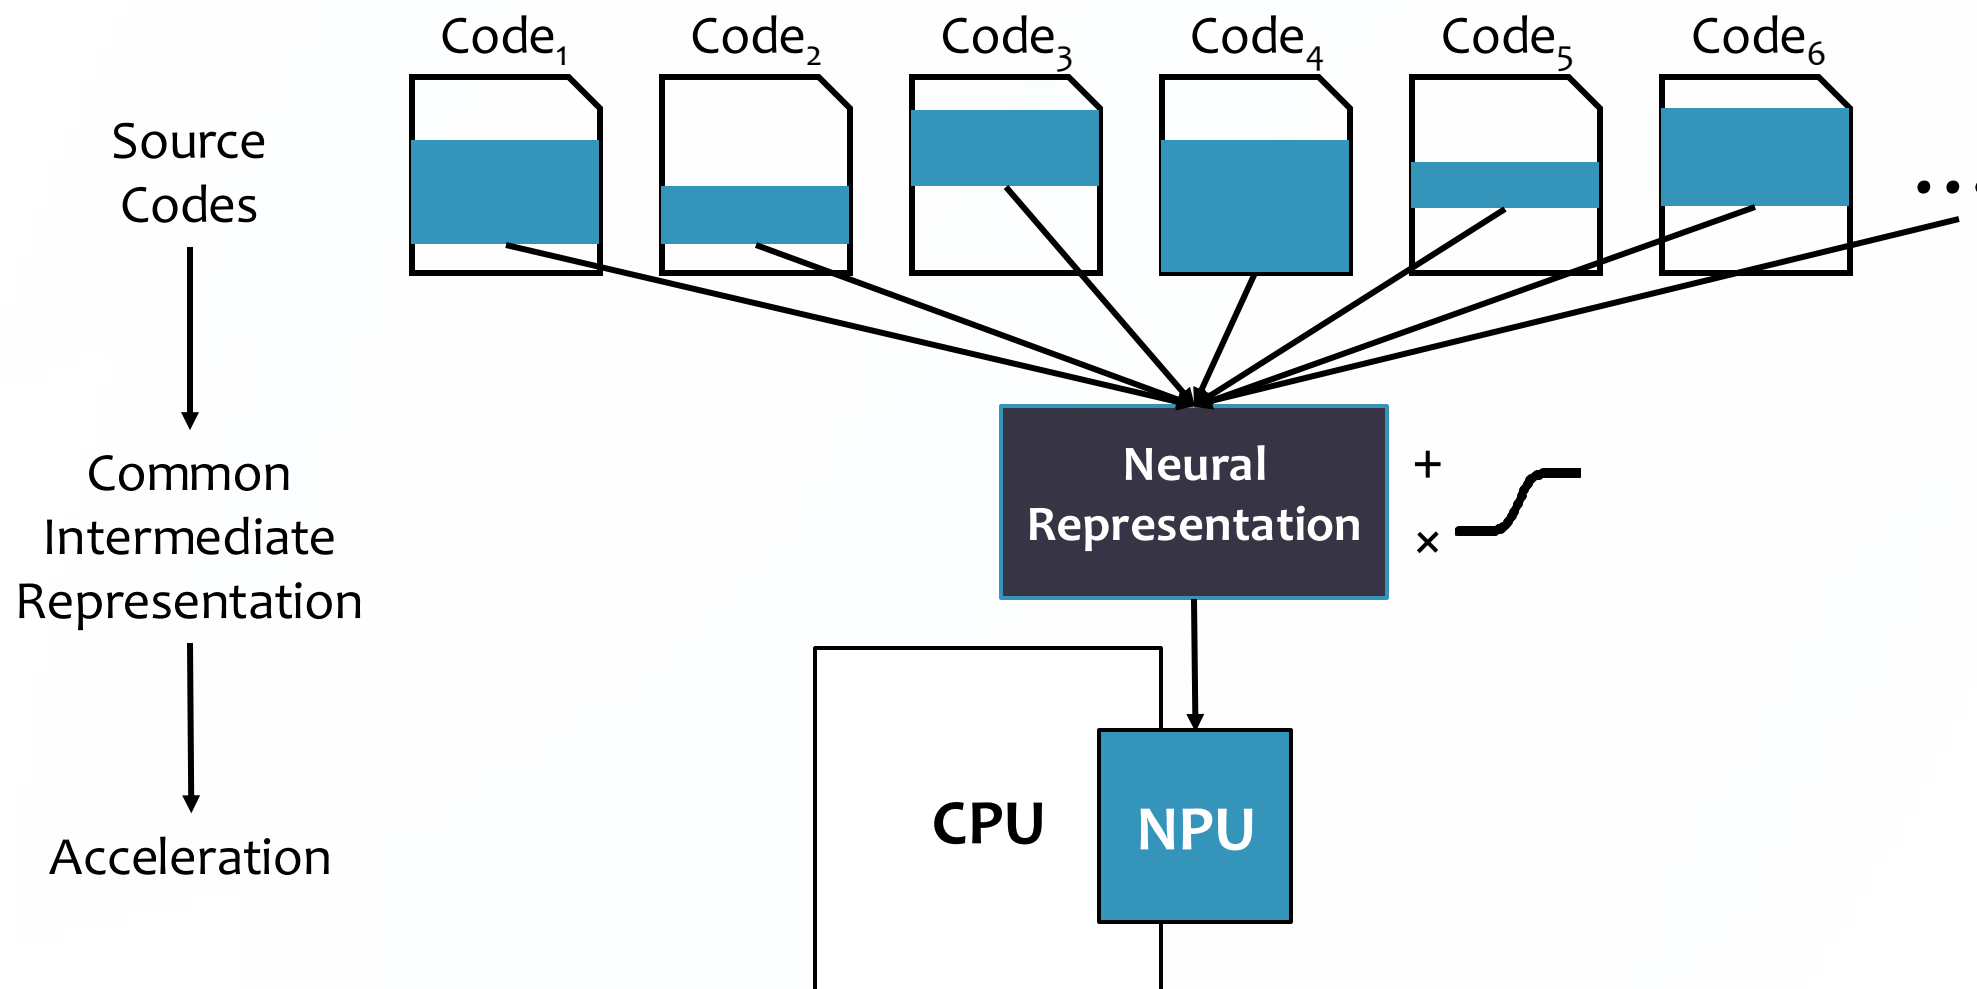 Code₁ Code₂ Code₃ Code₄ Code₅ Code₆
Source
Codes
...
Common
Intermediate
Representation
Neural
Representation
+
×
Acceleration
CPU
NPU